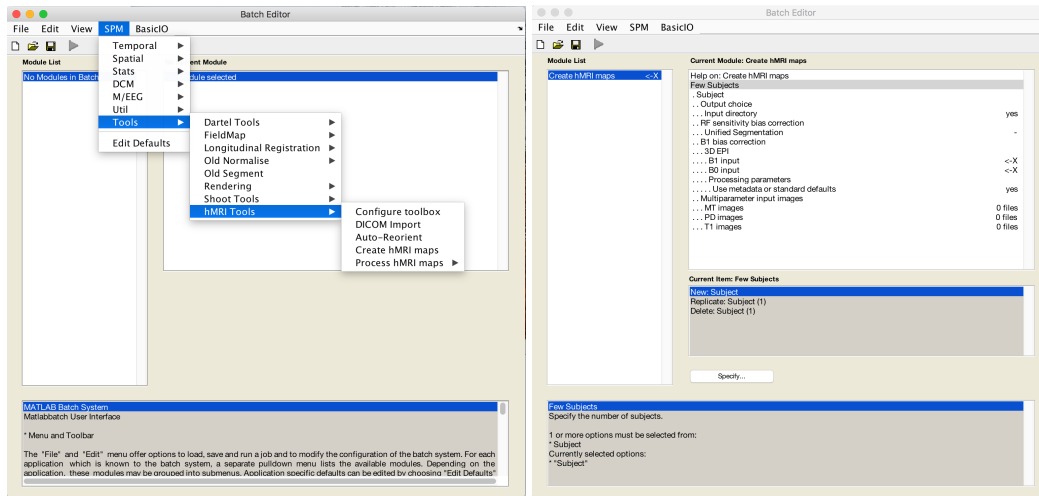 Batch Editor
File Edit View SPM BasicIO
Module List
No Modules in Batch
ent Module
dule selected
Temporal
Spatial
Stats
DCM
M/EEG
Util
Tools
Edit Defaults
Dartel Tools
FieldMap
Longitudinal Registration
Old Normalise
Old Segment
Rendering
Shoot Tools
hMRI Tools
Configure toolbox
DICOM Import
Auto-Reorient
Create hMRI maps
Process hMRI maps
MATLAB Batch System
Matlabbatch User Interface
* Menu and Toolbar
The "File" and "Edit" menu offer options to load, save and run a job and to modify the configuration of the batch system. For each
application which is known to the batch system, a separate pulldown menu lists the available modules. Depending on the
application, these modules may be grouped into submenus. Application specific defaults can be edited by choosing "Edit Defaults"
Batch Editor
File Edit View SPM BasicIO
Module List
Create hMRI maps <-X
Current Module: Create hMRI maps
Help on: Create hMRI maps
Few Subjects
. Subject
. . Output choice
. . . Input directory yes
. . RF sensitivity bias correction
. . . Unified Segmentation -
. . B1 bias correction
. . . 3D EPI
. . . . B1 input <-X
. . . . B0 input <-X
. . . . Processing parameters
. . . . . Use metadata or standard defaults yes
. . Multiparameter input images
. . . MT images 0 files
. . . PD images 0 files
. . . T1 images 0 files
Current Item: Few Subjects
New: Subject
Replicate: Subject (1)
Delete: Subject (1)
Specify...
Few Subjects
Specify the number of subjects.
1 or more options must be selected from:
* Subject
Currently selected options:
* "Subject"